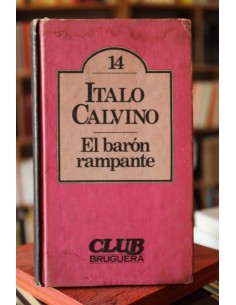 14
ITALO
CALVINO
El barón
rampante
CLUB
BRUGUERA